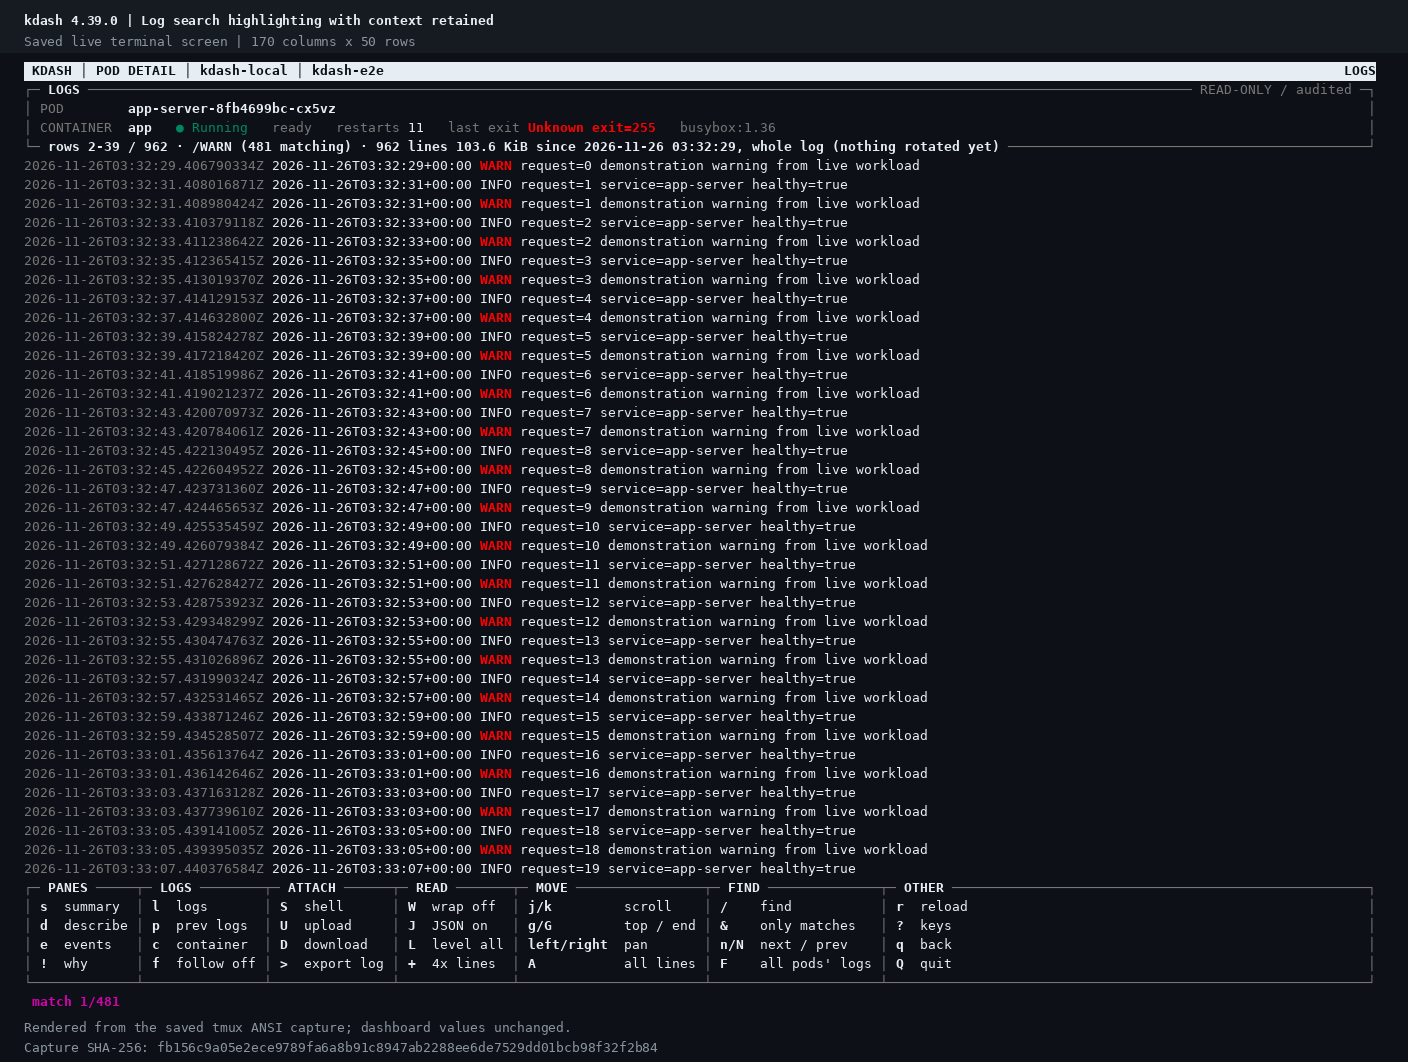 kdash 4.39.0 | Log search highlighting with context retained
Saved live terminal screen | 170 columns x 50 rows
KDASH │ POD DETAIL │ kdash-local │ kdash-e2e LOGS
LOGS READ-ONLY / audited
POD app-server-8fb4699bc-cx5vz
CONTAINER app ● Running ready restarts 11 last exit Unknown exit=255 busybox:1.36
rows 2-39 / 962 · /WARN (481 matching) · 962 lines 103.6 KiB since 2026-11-26 03:32:29, whole log (nothing rotated yet)
2026-11-26T03:32:29.406790334Z 2026-11-26T03:32:29+00:00 WARN request=0 demonstration warning from live workload
2026-11-26T03:32:31.408016871Z 2026-11-26T03:32:31+00:00 INFO request=1 service=app-server healthy=true
2026-11-26T03:32:31.408980424Z 2026-11-26T03:32:31+00:00 WARN request=1 demonstration warning from live workload
2026-11-26T03:32:33.410379118Z 2026-11-26T03:32:33+00:00 INFO request=2 service=app-server healthy=true
2026-11-26T03:32:33.411238642Z 2026-11-26T03:32:33+00:00 WARN request=2 demonstration warning from live workload
2026-11-26T03:32:35.412365415Z 2026-11-26T03:32:35+00:00 INFO request=3 service=app-server healthy=true
2026-11-26T03:32:35.413019370Z 2026-11-26T03:32:35+00:00 WARN request=3 demonstration warning from live workload
2026-11-26T03:32:37.414129153Z 2026-11-26T03:32:37+00:00 INFO request=4 service=app-server healthy=true
2026-11-26T03:32:37.414632800Z 2026-11-26T03:32:37+00:00 WARN request=4 demonstration warning from live workload
2026-11-26T03:32:39.415824278Z 2026-11-26T03:32:39+00:00 INFO request=5 service=app-server healthy=true
2026-11-26T03:32:39.417218420Z 2026-11-26T03:32:39+00:00 WARN request=5 demonstration warning from live workload
2026-11-26T03:32:41.418519986Z 2026-11-26T03:32:41+00:00 INFO request=6 service=app-server healthy=true
2026-11-26T03:32:41.419021237Z 2026-11-26T03:32:41+00:00 WARN request=6 demonstration warning from live workload
2026-11-26T03:32:43.420070973Z 2026-11-26T03:32:43+00:00 INFO request=7 service=app-server healthy=true
2026-11-26T03:32:43.420784061Z 2026-11-26T03:32:43+00:00 WARN request=7 demonstration warning from live workload
2026-11-26T03:32:45.422130495Z 2026-11-26T03:32:45+00:00 INFO request=8 service=app-server healthy=true
2026-11-26T03:32:45.422604952Z 2026-11-26T03:32:45+00:00 WARN request=8 demonstration warning from live workload
2026-11-26T03:32:47.423731360Z 2026-11-26T03:32:47+00:00 INFO request=9 service=app-server healthy=true
2026-11-26T03:32:47.424465653Z 2026-11-26T03:32:47+00:00 WARN request=9 demonstration warning from live workload
2026-11-26T03:32:49.425535459Z 2026-11-26T03:32:49+00:00 INFO request=10 service=app-server healthy=true
2026-11-26T03:32:49.426079384Z 2026-11-26T03:32:49+00:00 WARN request=10 demonstration warning from live workload
2026-11-26T03:32:51.427128672Z 2026-11-26T03:32:51+00:00 INFO request=11 service=app-server healthy=true
2026-11-26T03:32:51.427628427Z 2026-11-26T03:32:51+00:00 WARN request=11 demonstration warning from live workload
2026-11-26T03:32:53.428753923Z 2026-11-26T03:32:53+00:00 INFO request=12 service=app-server healthy=true
2026-11-26T03:32:53.429348299Z 2026-11-26T03:32:53+00:00 WARN request=12 demonstration warning from live workload
2026-11-26T03:32:55.430474763Z 2026-11-26T03:32:55+00:00 INFO request=13 service=app-server healthy=true
2026-11-26T03:32:55.431026896Z 2026-11-26T03:32:55+00:00 WARN request=13 demonstration warning from live workload
2026-11-26T03:32:57.431990324Z 2026-11-26T03:32:57+00:00 INFO request=14 service=app-server healthy=true
2026-11-26T03:32:57.432531465Z 2026-11-26T03:32:57+00:00 WARN request=14 demonstration warning from live workload
2026-11-26T03:32:59.433871246Z 2026-11-26T03:32:59+00:00 INFO request=15 service=app-server healthy=true
2026-11-26T03:32:59.434528507Z 2026-11-26T03:32:59+00:00 WARN request=15 demonstration warning from live workload
2026-11-26T03:33:01.435613764Z 2026-11-26T03:33:01+00:00 INFO request=16 service=app-server healthy=true
2026-11-26T03:33:01.436142646Z 2026-11-26T03:33:01+00:00 WARN request=16 demonstration warning from live workload
2026-11-26T03:33:03.437163128Z 2026-11-26T03:33:03+00:00 INFO request=17 service=app-server healthy=true
2026-11-26T03:33:03.437739610Z 2026-11-26T03:33:03+00:00 WARN request=17 demonstration warning from live workload
2026-11-26T03:33:05.439141005Z 2026-11-26T03:33:05+00:00 INFO request=18 service=app-server healthy=true
2026-11-26T03:33:05.439395035Z 2026-11-26T03:33:05+00:00 WARN request=18 demonstration warning from live workload
2026-11-26T03:33:07.440376584Z 2026-11-26T03:33:07+00:00 INFO request=19 service=app-server healthy=true
PANES LOGS ATTACH READ MOVE FIND OTHER
s summary │ l logs │ S shell │ W wrap off │ j/k scroll │ / find │ r reload
d describe │ p prev logs │ U upload │ J JSON on │ g/G top / end │ & only matches │ ? keys
e events │ c container │ D download │ L level all │ left/right pan │ n/N next / prev │ q back
! why │ f follow off │ > export log │ + 4x lines │ A all lines │ F all pods' logs │ Q quit
match 1/481
Rendered from the saved tmux ANSI capture; dashboard values unchanged.
Capture SHA-256: fb156c9a05e2ece9789fa6a8b91c8947ab2288ee6de7529dd01bcb98f32f2b84